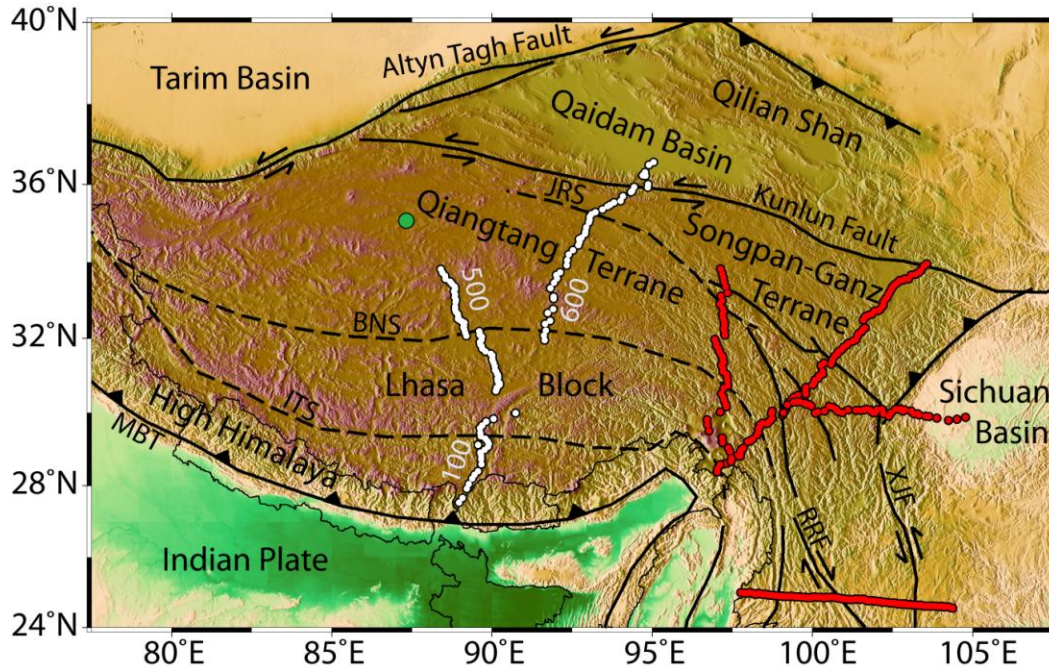 40°N
36°N
32°N
28°N
24°N
80°E
85°E
90°E
95°E
100°E
105°E
Tarim Basin
Altyn Tagh Fault
Qaidam Basin
Qilian Shan
JRS
Kunlun Fault
Qiangtang Terrane
Songpan-Ganz
Terrane
500
600
BNS
Lhasa Block
Sichuan
Basin
ITS
High Himalaya
MBT
100
XJF
RRF
Indian Plate